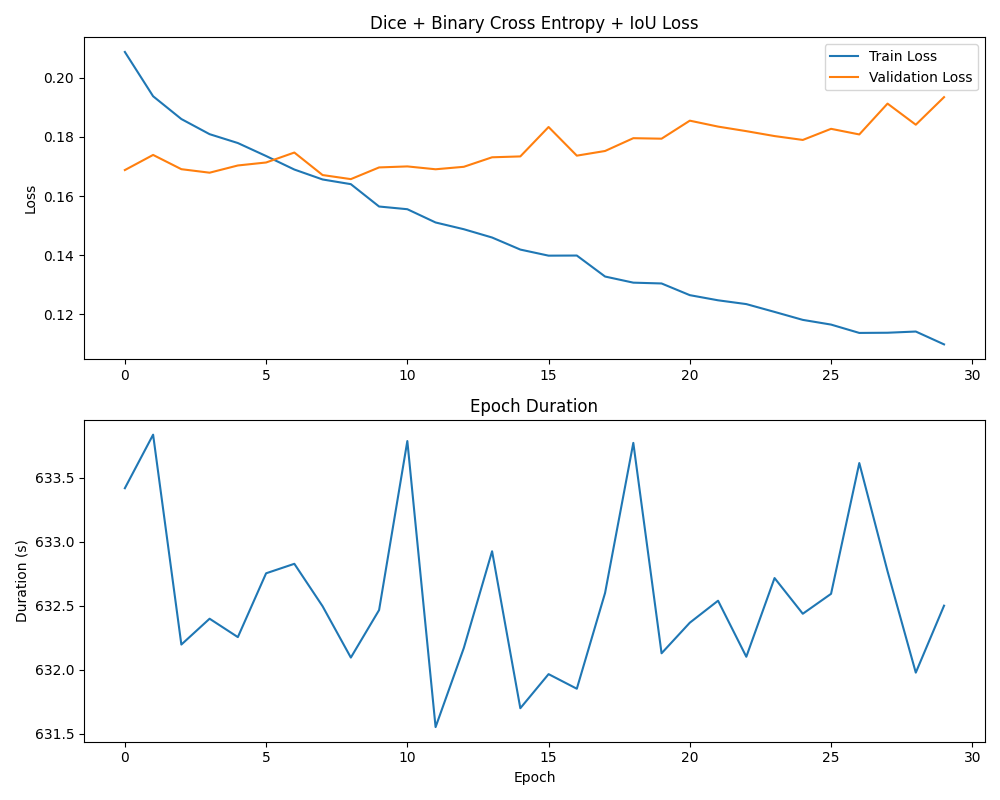 Dice + Binary Cross Entropy + IoU Loss
Train Loss
Validation Loss
Loss
0.20
0.18
0.16
0.14
0.12
0 5 10 15 20 25 30
Epoch Duration
Duration (s)
633.5
633.0
632.5
632.0
631.5
0 5 10 15 20 25 30
Epoch